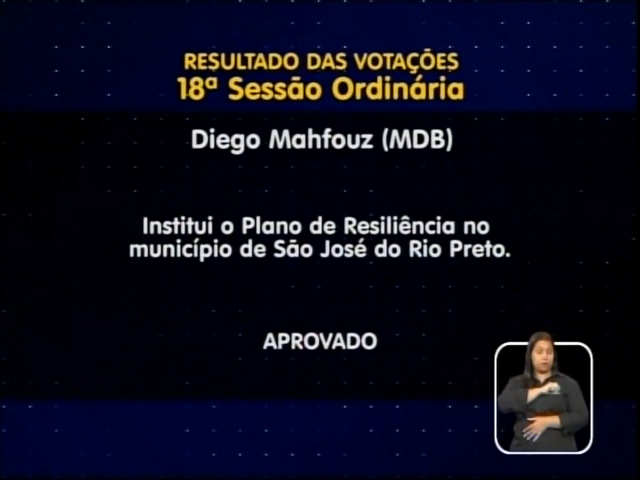 RESULTADO DAS VOTAÇÕES
18ª Sessão Ordinária
Diego Mahfouz (MDB)
Institui o Plano de Resiliência no
município de São José do Rio Preto.
APROVADO